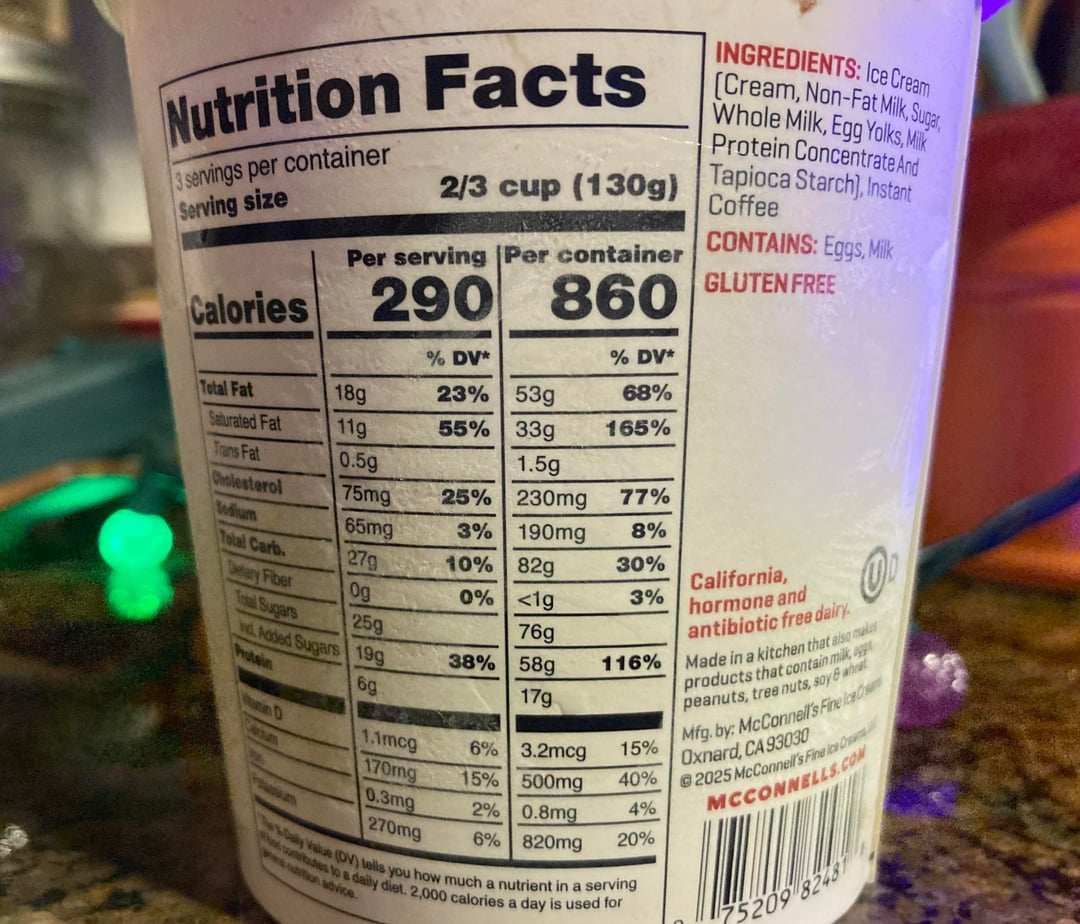 Nutrition Facts
3 servings per container
Serving size 2/3 cup (130g)
Per serving Per container
Calories 290 860
% DV* % DV*
Total Fat 18g 23% 53g 68%
Saturated Fat 11g 55% 33g 165%
Trans Fat 0.5g 1.5g
Cholesterol 75mg 25% 230mg 77%
Sodium 65mg 3% 190mg 8%
Total Carb. 27g 10% 82g 30%
Dietary Fiber 0g 0% <1g 3%
Total Sugars 25g 76g
Incl. Added Sugars 19g 38% 58g 116%
Protein 6g 17g
Vitamin D 1.1mcg 6% 3.2mcg 15%
Calcium 170mg 15% 500mg 40%
Iron 0.3mg 2% 0.8mg 4%
Potassium 270mg 6% 820mg 20%
*The % Daily Value (DV) tells you how much a nutrient in a serving
of food contributes to a daily diet. 2,000 calories a day is used for
general nutrition advice.
INGREDIENTS: Ice Cream
(Cream, Non-Fat Milk, Sugar,
Whole Milk, Egg Yolks, Milk
Protein Concentrate And
Tapioca Starch), Instant
Coffee
CONTAINS: Eggs, Milk
GLUTEN FREE
U D
California,
hormone and
antibiotic free dairy.
Made in a kitchen that also makes
products that contain milk, eggs,
peanuts, tree nuts, soy & wheat.
Mfg. by: McConnell's Fine Ice Creams
Oxnard, CA 93030
© 2025 McConnell's Fine Ice Creams, LLC
MCCONNELLS.COM
75209 82481